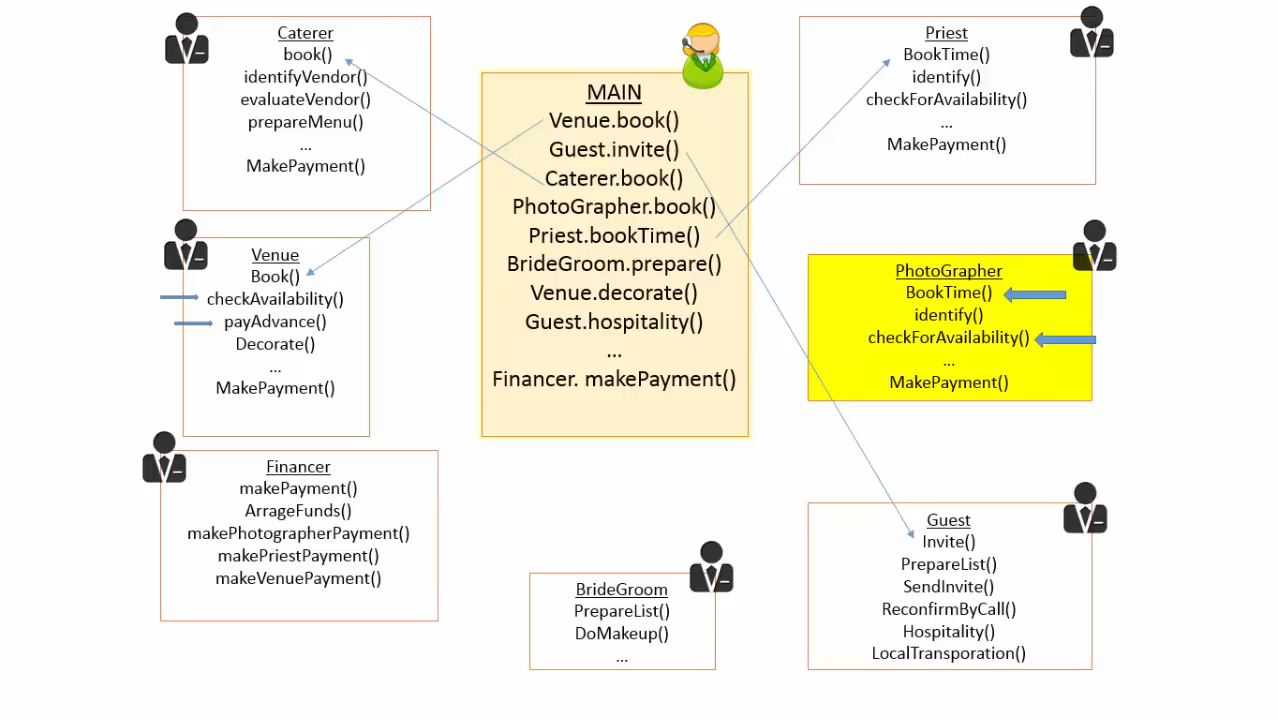 Caterer
book()
identifyVendor()
evaluateVendor()
prepareMenu()
...
MakePayment()
MAIN
Venue.book()
Guest.invite()
Caterer.book()
PhotoGrapher.book()
Priest.bookTime()
BrideGroom.prepare()
Venue.decorate()
Guest.hospitality()
...
Financer. makePayment()
Priest
BookTime()
identify()
checkForAvailability()
...
MakePayment()
Venue
Book()
checkAvailability()
payAdvance()
Decorate()
...
MakePayment()
PhotoGrapher
BookTime()
identify()
checkForAvailability()
...
MakePayment()
Financer
makePayment()
ArrageFunds()
makePhotographerPayment()
makePriestPayment()
makeVenuePayment()
BrideGroom
PrepareList()
DoMakeup()
...
Guest
Invite()
PrepareList()
SendInvite()
ReconfirmByCall()
Hospitality()
LocalTransporation()